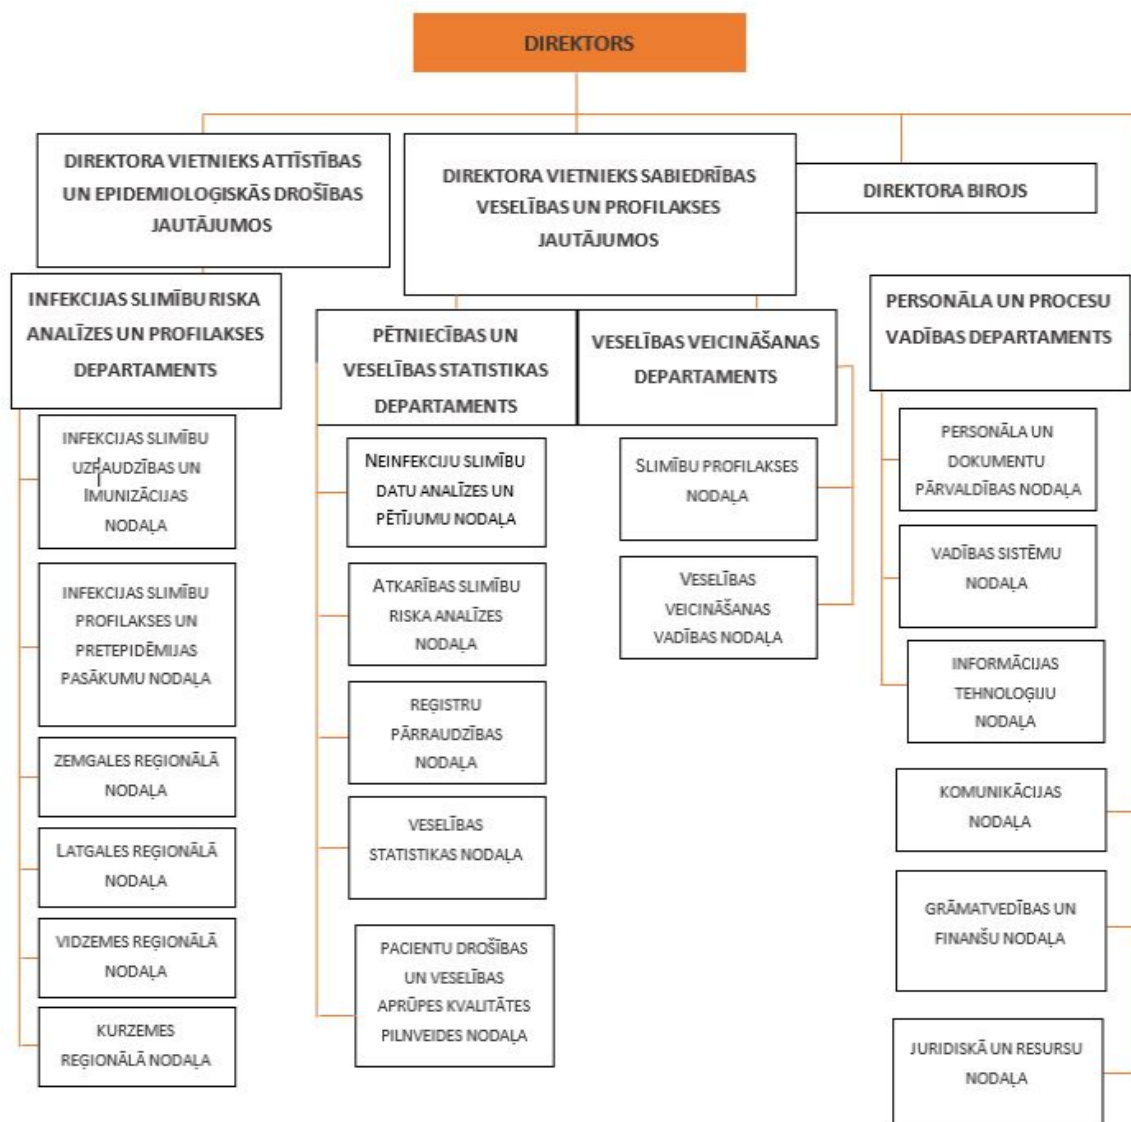 DIREKTORS
DIREKTORA VIETNIEKS ATTĪSTĪBAS
UN EPIDEMIOLOĢISKĀS DROŠĪBAS
JAUTĀJUMOS
DIREKTORA VIETNIEKS SABIEDRĪBAS
VESELĪBAS UN PROFILAKSES
JAUTĀJUMOS
DIREKTORA BIROJS
INFEKCIJAS SLIMĪBU RISKA
ANALĪZES UN PROFILAKSES
DEPARTAMENTS
INFEKCIJAS SLIMĪBU
UZRAUDZĪBAS UN
IMUNIZĀCIJAS
NODAĻA
INFEKCIJAS SLIMĪBU
PROFILAKSES UN
PRETEPIDĒMIJAS
PASĀKUMU NODAĻA
ZEMGALES REĢIONĀLĀ
NODAĻA
LATGALES REĢIONĀLĀ
NODAĻA
VIDZEMES REĢIONĀLĀ
NODAĻA
KURZEMES
REĢIONĀLĀ NODAĻA
PĒTNIECĪBAS UN
VESELĪBAS STATISTIKAS
DEPARTAMENTS
NEINFEKCIJU SLIMĪBU
DATU ANALĪZES UN
PĒTĪJUMU NODAĻA
ATKARĪBAS SLIMĪBU
RISKA ANALĪZES
NODAĻA
REĢISTRU
PĀRRAUDZĪBAS
NODAĻA
VESELĪBAS
STATISTIKAS NODAĻA
PACIENTU DROŠĪBAS
UN VESELĪBAS
APRŪPES KVALITĀTES
PILNVEIDES NODAĻA
VESELĪBAS VEICINĀŠANAS
DEPARTAMENTS
SLIMĪBU PROFILAKSES
NODAĻA
VESELĪBAS
VEICINĀŠANAS
VADĪBAS NODAĻA
PERSONĀLA UN PROCESU
VADĪBAS DEPARTAMENTS
PERSONĀLA UN
DOKUMENTU
PĀRVALDĪBAS NODAĻA
VADĪBAS SISTĒMU
NODAĻA
INFORMĀCIJAS
TEHNOLOĢIJU
NODAĻA
KOMUNIKĀCIJAS
NODAĻA
GRĀMATVEDĪBAS UN
FINANŠU NODAĻA
JURIDISKĀ UN RESURSU
NODAĻA